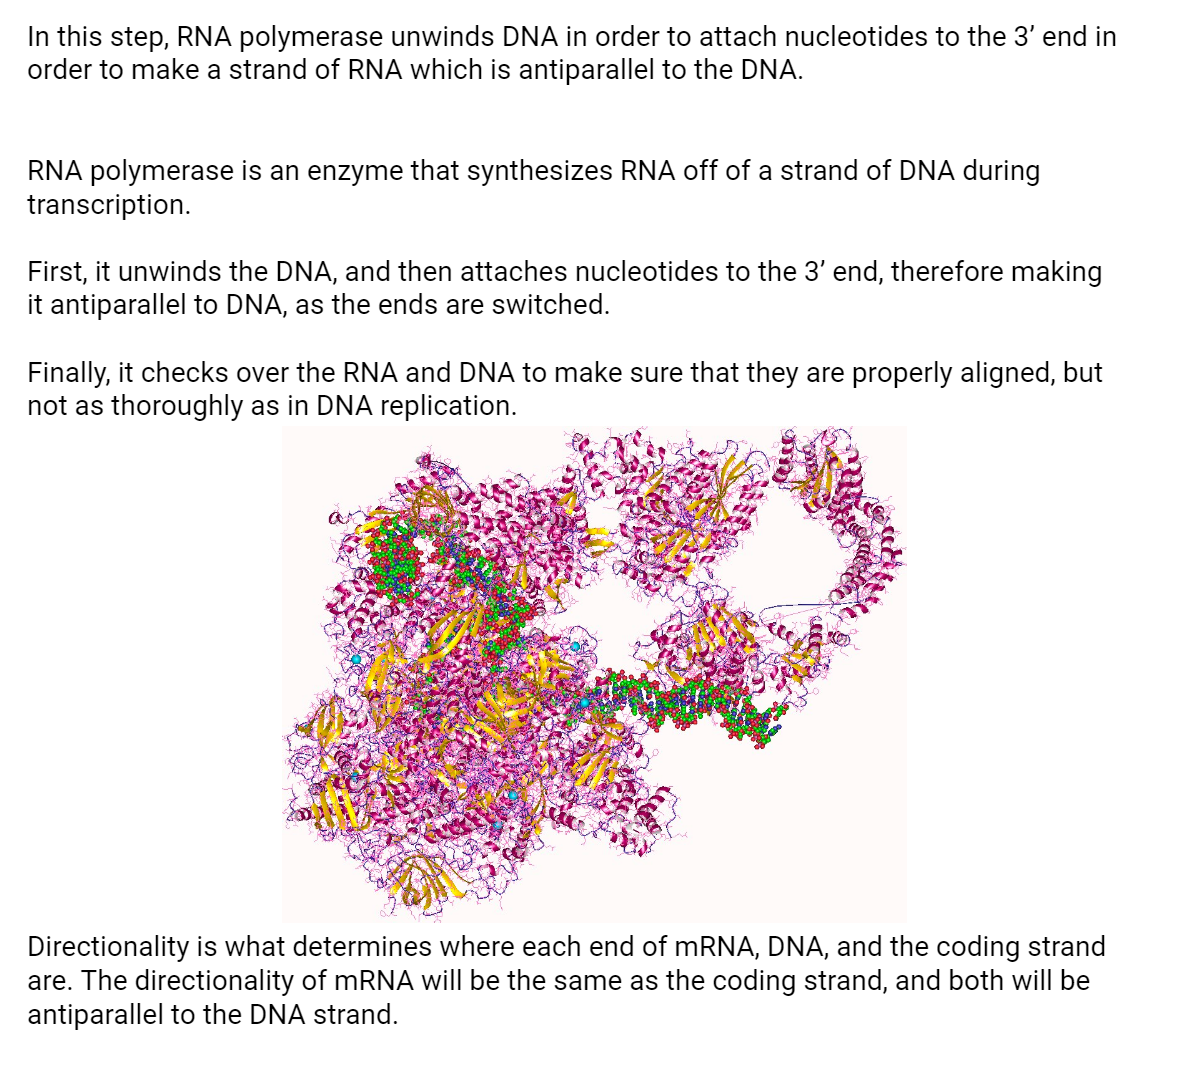 In this step, RNA polymerase unwinds DNA in order to attach nucleotides to the 3’ end in
order to make a strand of RNA which is antiparallel to the DNA.
RNA polymerase is an enzyme that synthesizes RNA off of a strand of DNA during
transcription.
First, it unwinds the DNA, and then attaches nucleotides to the 3’ end, therefore making
it antiparallel to DNA, as the ends are switched.
Finally, it checks over the RNA and DNA to make sure that they are properly aligned, but
not as thoroughly as in DNA replication.
Directionality is what determines where each end of mRNA, DNA, and the coding strand
are. The directionality of mRNA will be the same as the coding strand, and both will be
antiparallel to the DNA strand.